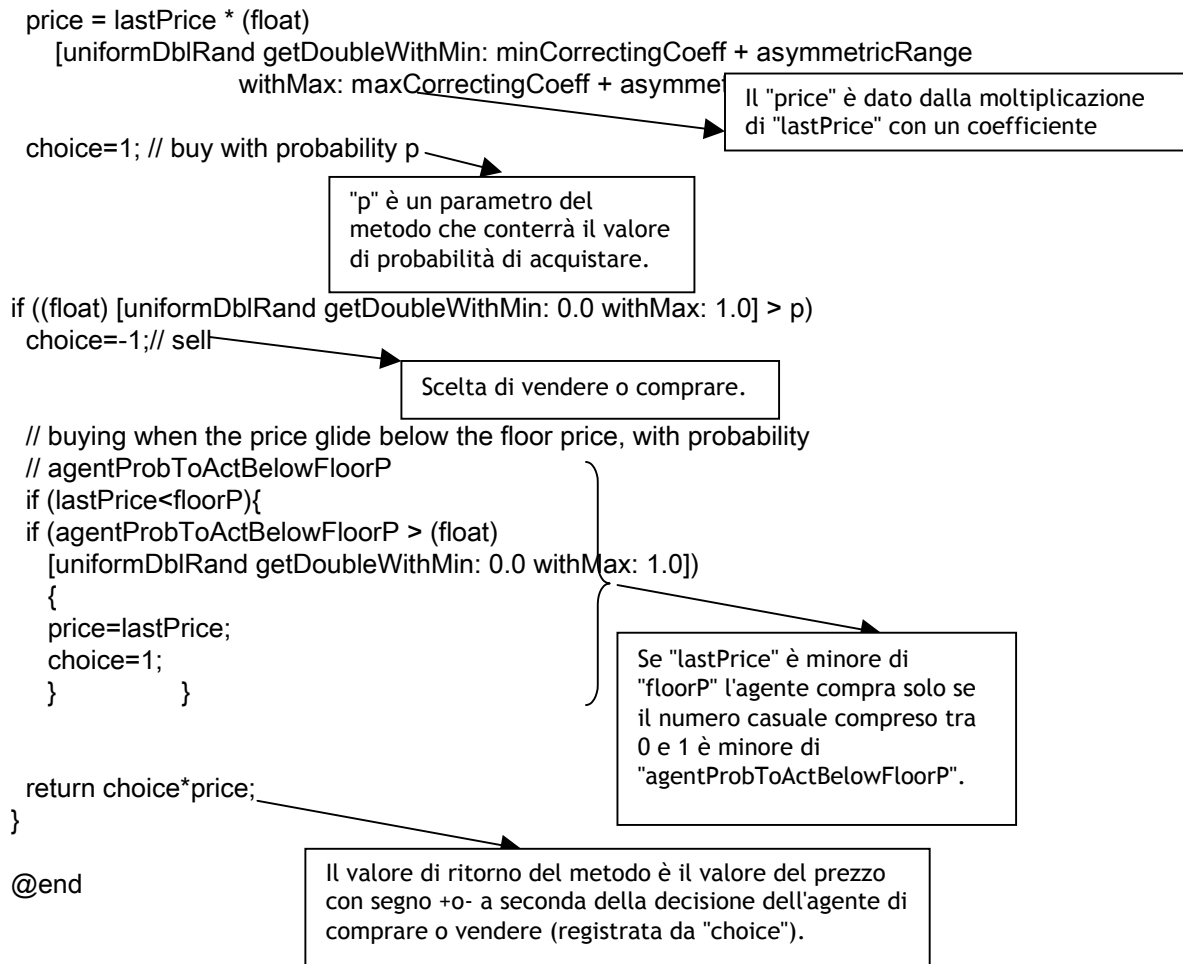 price = lastPrice * (float)
[uniformDblRand getDoubleWithMin: minCorrectingCoeff + asymmetricRange
withMax: maxCorrectingCoeff + asymmet
Il "price" è dato dalla moltiplicazione
di "lastPrice" con un coefficiente
choice=1; // buy with probability p
"p" è un parametro del
metodo che conterrà il valore
di probabilità di acquistare.
if ((float) [uniformDblRand getDoubleWithMin: 0.0 withMax: 1.0] > p)
choice=-1;// sell
Scelta di vendere o comprare.
// buying when the price glide below the floor price, with probability
// agentProbToActBelowFloorP
if (lastPrice<floorP){
if (agentProbToActBelowFloorP > (float)
[uniformDblRand getDoubleWithMin: 0.0 withMax: 1.0])
{
price=lastPrice;
choice=1;
} }
Se "lastPrice" è minore di
"floorP" l'agente compra solo se
il numero casuale compreso tra
0 e 1 è minore di
"agentProbToActBelowFloorP".
return choice*price;
}
Il valore di ritorno del metodo è il valore del prezzo
con segno +o- a seconda della decisione dell'agente di
comprare o vendere (registrata da "choice").
@end